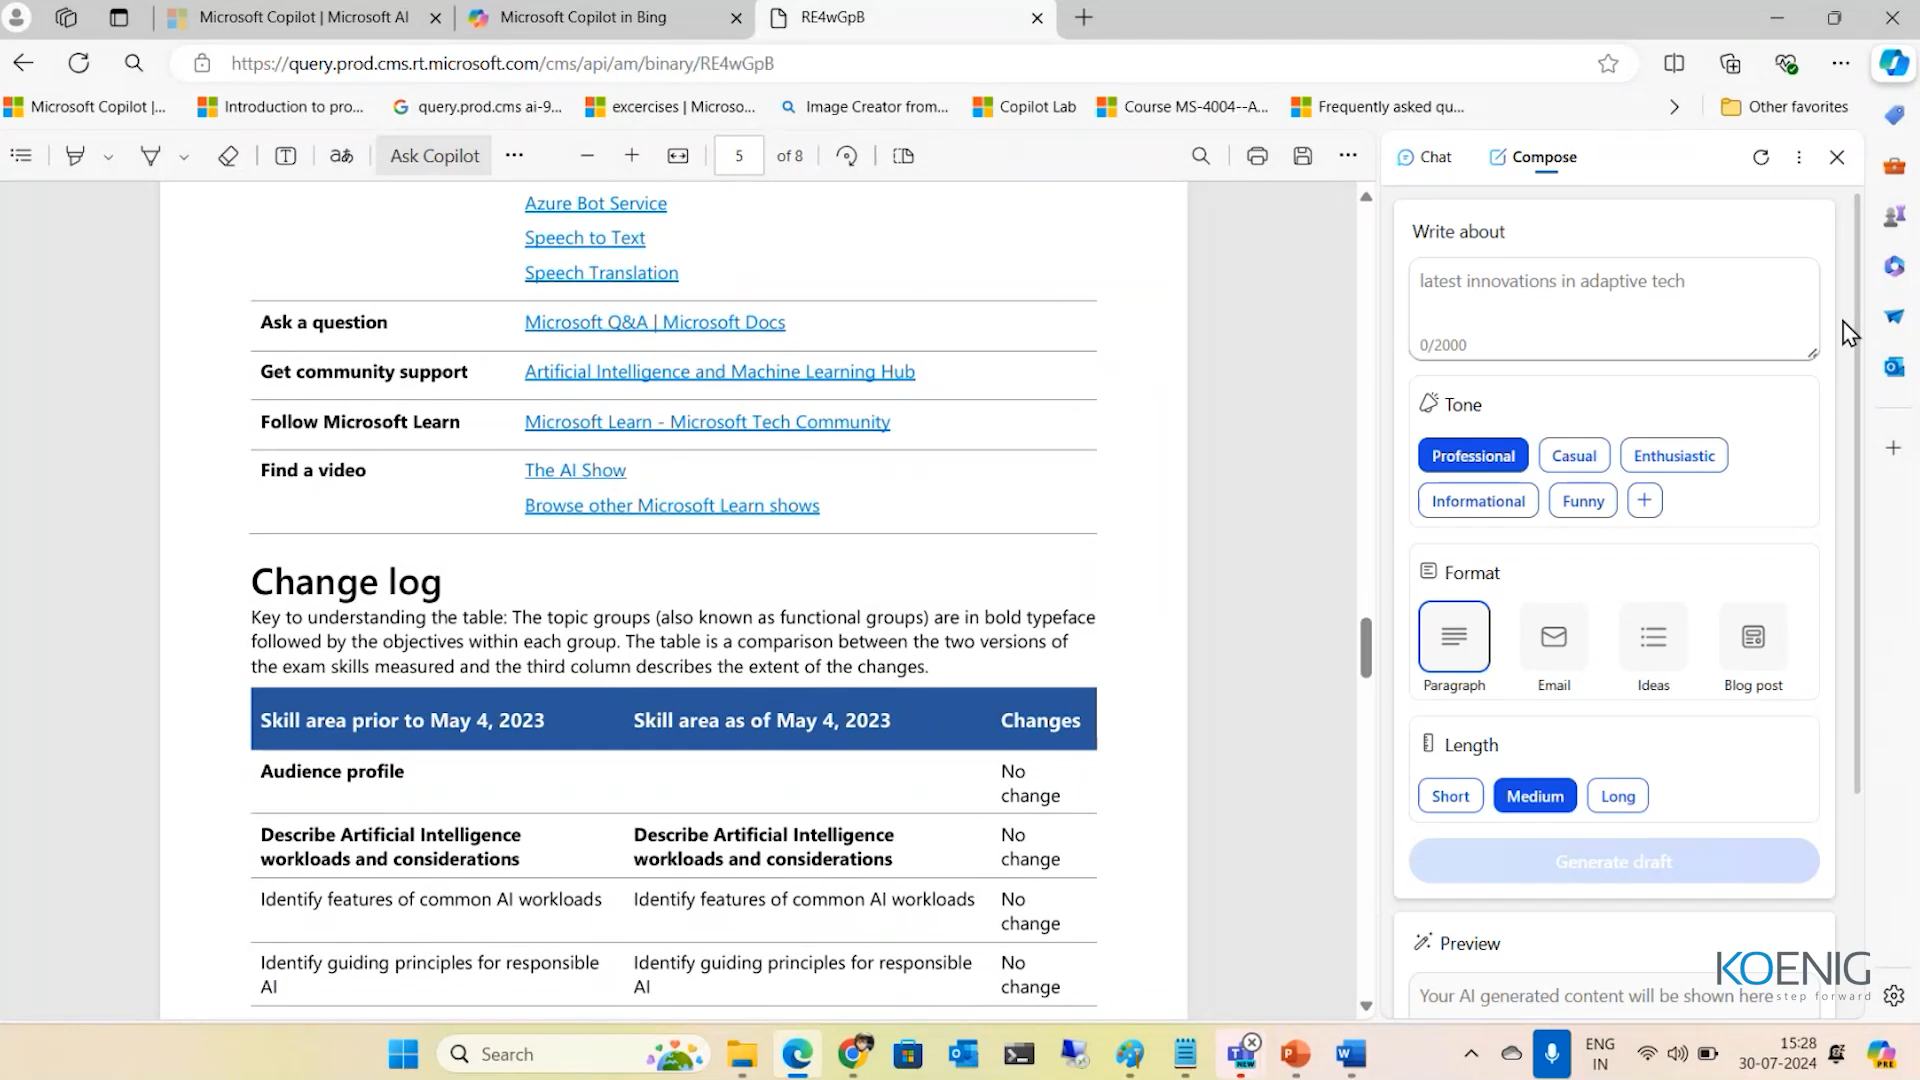 Microsoft Copilot | Microsoft AI
Microsoft Copilot in Bing
RE4wGpB
https://query.prod.cms.rt.microsoft.com/cms/api/am/binary/RE4wGpB
Microsoft Copilot |...
Introduction to pro...
query.prod.cms ai-9...
excercises | Microso...
Image Creator from...
Copilot Lab
Course MS-4004--A...
Frequently asked qu...
Other favorites
aあ
Ask Copilot
5 of 8
Chat
Compose
Azure Bot Service
Speech to Text
Speech Translation
Ask a question
Microsoft Q&A | Microsoft Docs
Get community support
Artificial Intelligence and Machine Learning Hub
Follow Microsoft Learn
Microsoft Learn - Microsoft Tech Community
Find a video
The AI Show
Browse other Microsoft Learn shows
Change log
Key to understanding the table: The topic groups (also known as functional groups) are in bold typeface
followed by the objectives within each group. The table is a comparison between the two versions of
the exam skills measured and the third column describes the extent of the changes.
Skill area prior to May 4, 2023
Skill area as of May 4, 2023
Changes
Audience profile
No
change
Describe Artificial Intelligence
workloads and considerations
Describe Artificial Intelligence
workloads and considerations
No
change
Identify features of common AI workloads
Identify features of common AI workloads
No
change
Identify guiding principles for responsible
AI
Identify guiding principles for responsible
AI
No
change
Write about
latest innovations in adaptive tech
0/2000
Tone
Professional
Casual
Enthusiastic
Informational
Funny
Format
Paragraph
Email
Ideas
Blog post
Length
Short
Medium
Long
Generate draft
Preview
Your AI generated content will be shown here
KOENIG
step forward
Search
NEW
ENG
IN
15:28
30-07-2024
PRE